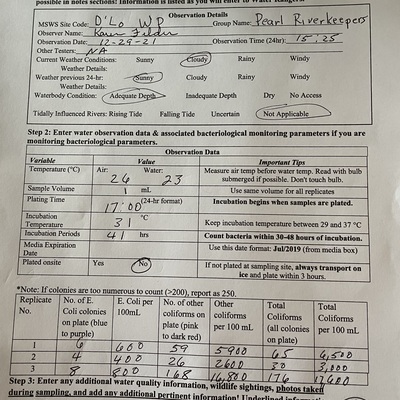 possible in notes sections! Information is listed as you will enter to Water Rangers.
Observation Details
MSWS Site Code: D'Lo WP Group Name: Pearl Riverkeepers
Observer Name:
Observation Date: 12-29-21 Observation Time (24hr): 15:25
Other Testers: NA
Current Weather Conditions: Sunny Cloudy Rainy Windy
Weather Details:
Weather previous 24-hr: Sunny Cloudy Rainy Windy
Weather Details:
Waterbody Condition: Adequate Depth Inadequate Depth Dry No Access
Tidally Influenced Rivers: Rising Tide Falling Tide Uncertain Not Applicable
Step 2: Enter water observation data & associated bacteriological monitoring parameters if you are
monitoring bacteriological parameters.
Observation Data
Variable Value Important Tips
Temperature (°C) Air: 26 Water: 23 Measure air temp before water temp. Read with bulb
submerged if possible. Don't touch bulb.
Sample Volume 1 mL Use same volume for all replicates
Plating Time 17:00 (24-hr format) Incubation begins when samples are plated.
Incubation
Temperature 31 °C Keep incubation temperature between 29 and 37 °C
Incubation Periods 41 hrs Count bacteria within 30-48 hours of incubation.
Media Expiration
Date Use this date format: Jul/2019 (from media box)
Plated onsite Yes No If not plated at sampling site, always transport on
ice and plate within 3 hours.
*Note: If colonies are too numerous to count (>200), report as 250.
Replicate No. No. of E. Coli colonies on plate (blue to purple) E. Coli per 100mL No. of other coliforms on plate (pink to dark red) Other coliforms per 100 mL Total Coliforms (all colonies on plate) Total Coliforms per 100 mL
1 6 600 59 5900 65 6,500
2 4 400 26 2600 30 3,000
3 8 800 168 16,800 176 17600
Step 3: Enter any additional water quality information, wildlife sightings, photos taken
during sampling, and add any additional pertinent information! Underlined information